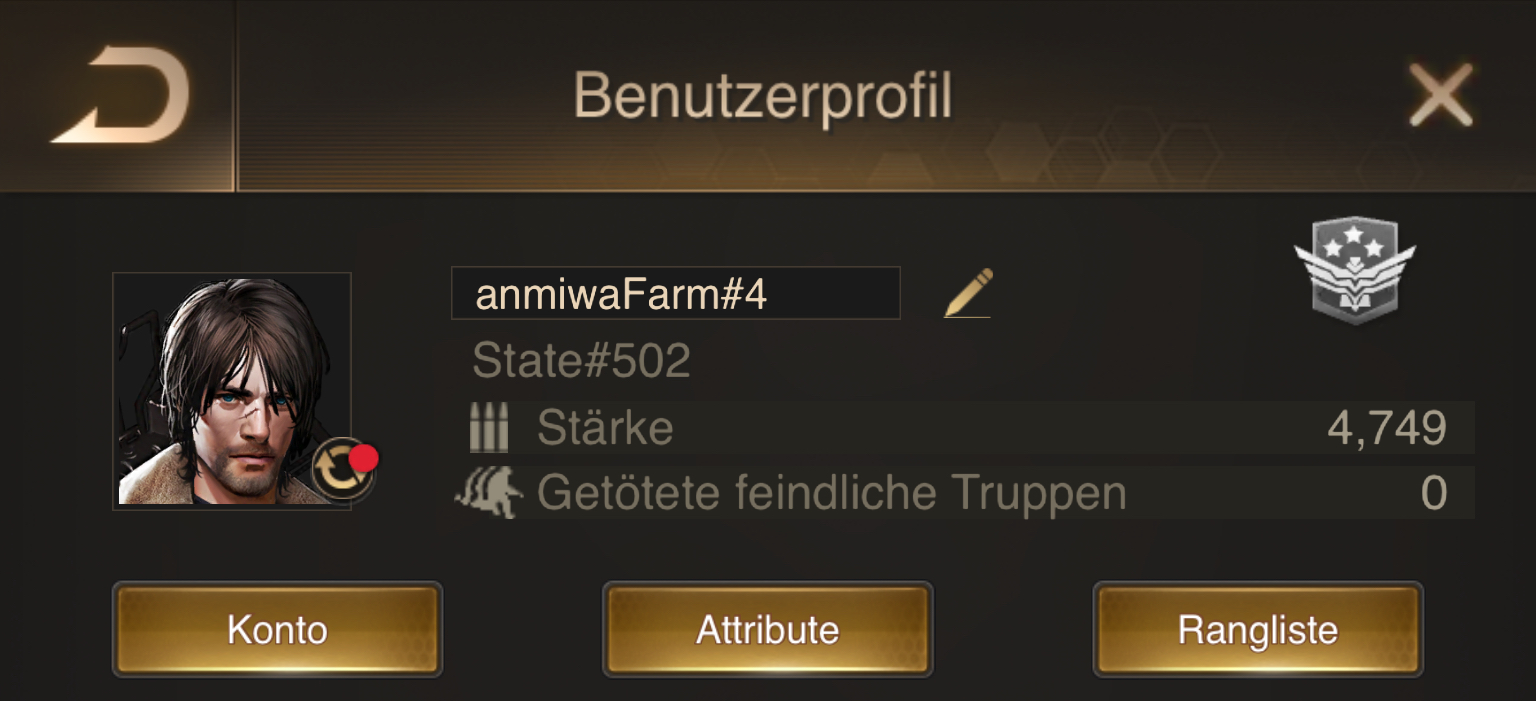 Benutzerprofil
anmiwaFarm#4
State#502
Stärke 4,749
Getötete feindliche Truppen 0
Konto Attribute Rangliste